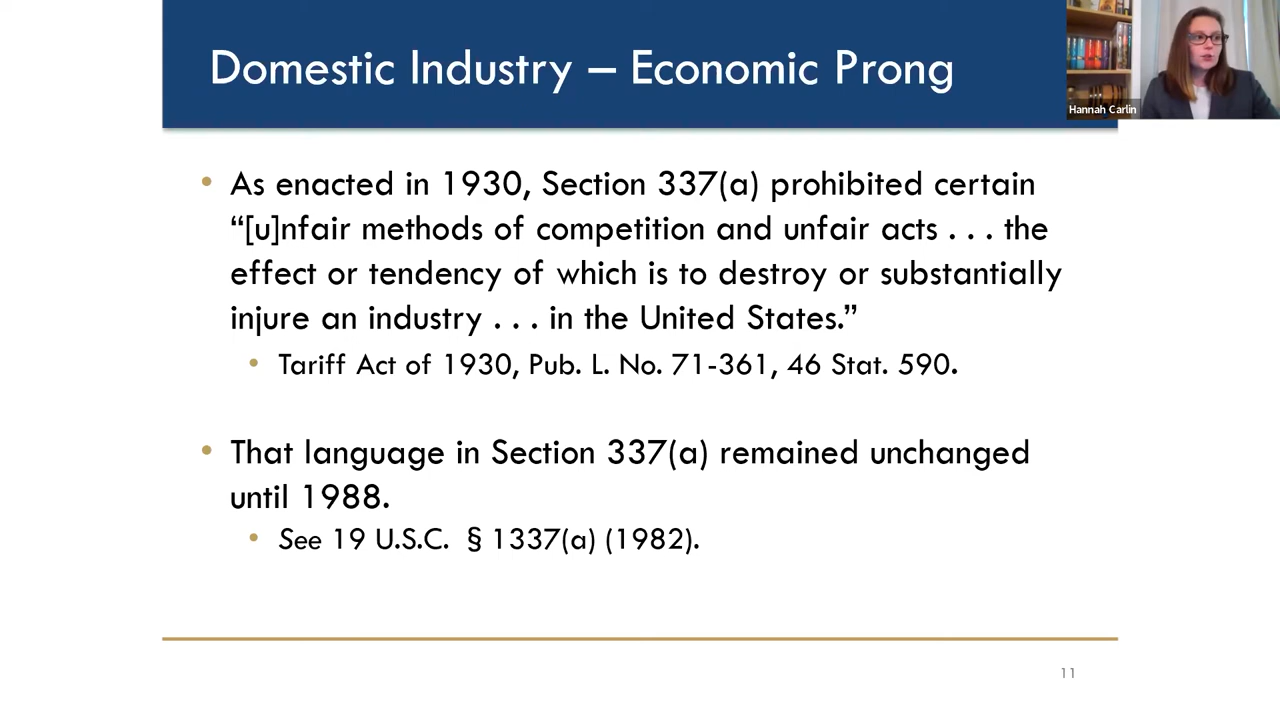 Domestic Industry – Economic Prong
Hannah Carlin
• As enacted in 1930, Section 337(a) prohibited certain
“[u]nfair methods of competition and unfair acts . . . the
effect or tendency of which is to destroy or substantially
injure an industry . . . in the United States.”
• Tariff Act of 1930, Pub. L. No. 71-361, 46 Stat. 590.
• That language in Section 337(a) remained unchanged
until 1988.
• See 19 U.S.C. § 1337(a) (1982).
11